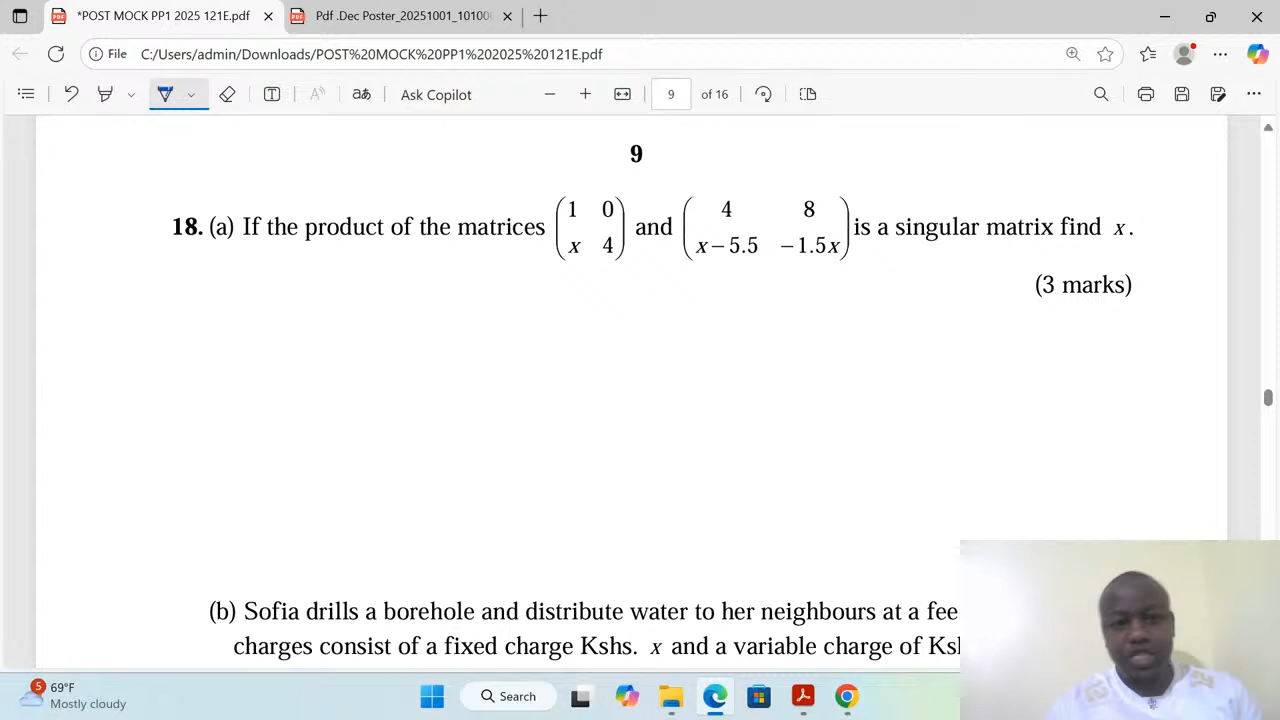 *POST MOCK PP1 2025 121E.pdf
Pdf .Dec Poster_20251001_10100
File
C:/Users/admin/Downloads/POST%20MOCK%20PP1%202025%20121E.pdf
Ask Copilot
9 of 16
9
18. (a) If the product of the matrices (1 0; x 4) and (4 8; x – 5.5 –1.5x) is a singular matrix find x.
(3 marks)
(b) Sofia drills a borehole and distribute water to her neighbours at a fee
charges consist of a fixed charge Kshs. x and a variable charge of
5
69°F
Mostly cloudy
Search